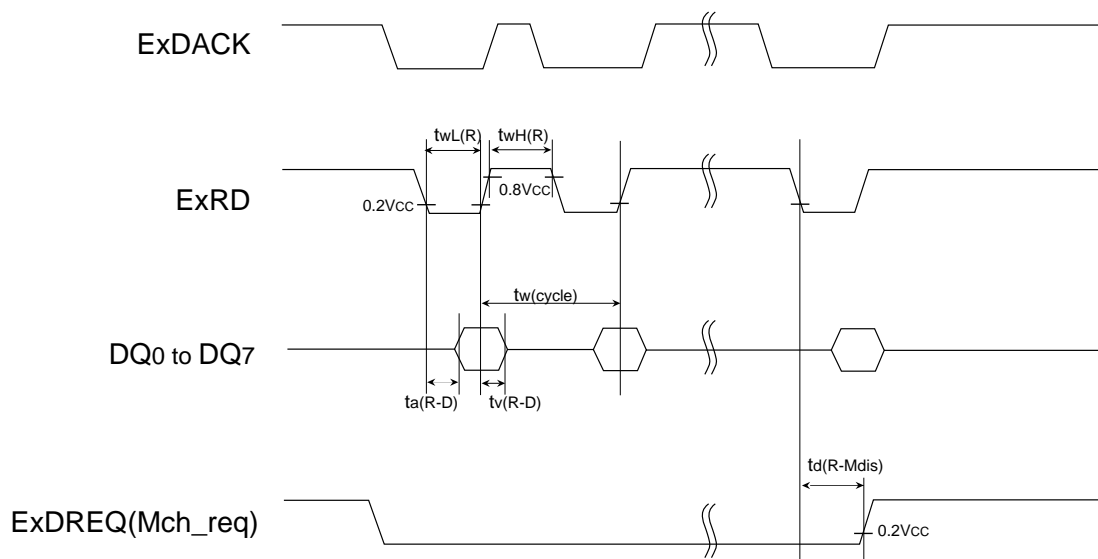 ExDACK
twL(R) twH(R)
ExRD
0.2VCC
0.8VCC
tw(cycle)
DQ0 to DQ7
ta(R-D) tv(R-D)
td(R-Mdis)
ExDREQ(Mch_req)
0.2VCC